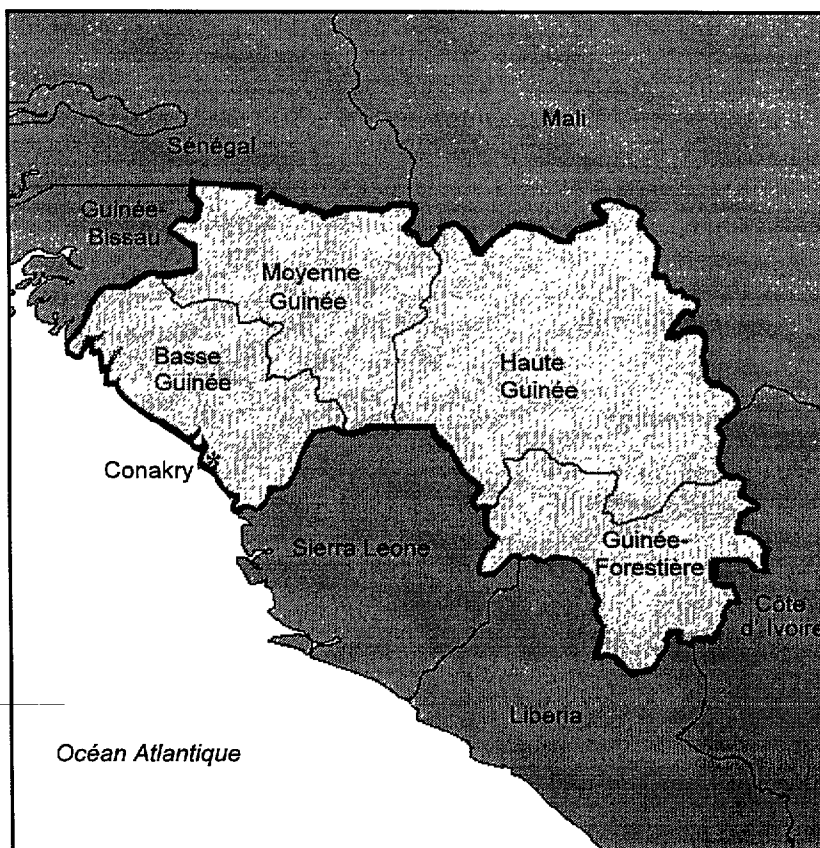 Mali
Sénégal
Guinée-
Bissau
Moyenne
Guinée
Basse
Guinée
Haute
Guinée
Conakry
Sierra Leone
Guinée-
Forestière
Côte
d' Ivoire
Libéria
Océan Atlantique